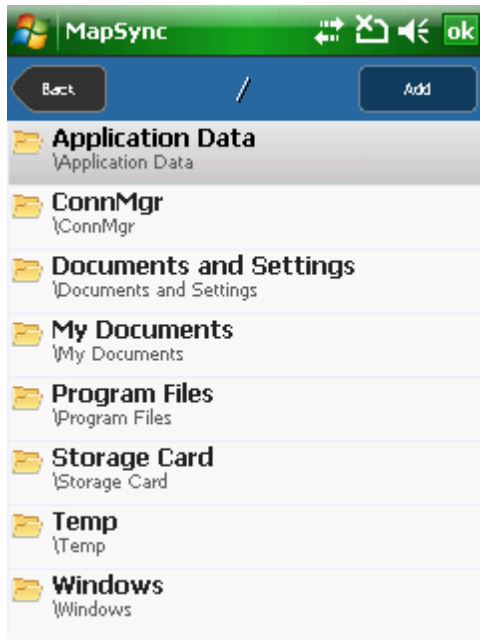 MapSync ok
Back / Add
Application Data
\Application Data
ConnMgr
\ConnMgr
Documents and Settings
\Documents and Settings
My Documents
\My Documents
Program Files
\Program Files
Storage Card
\Storage Card
Temp
\Temp
Windows
\Windows